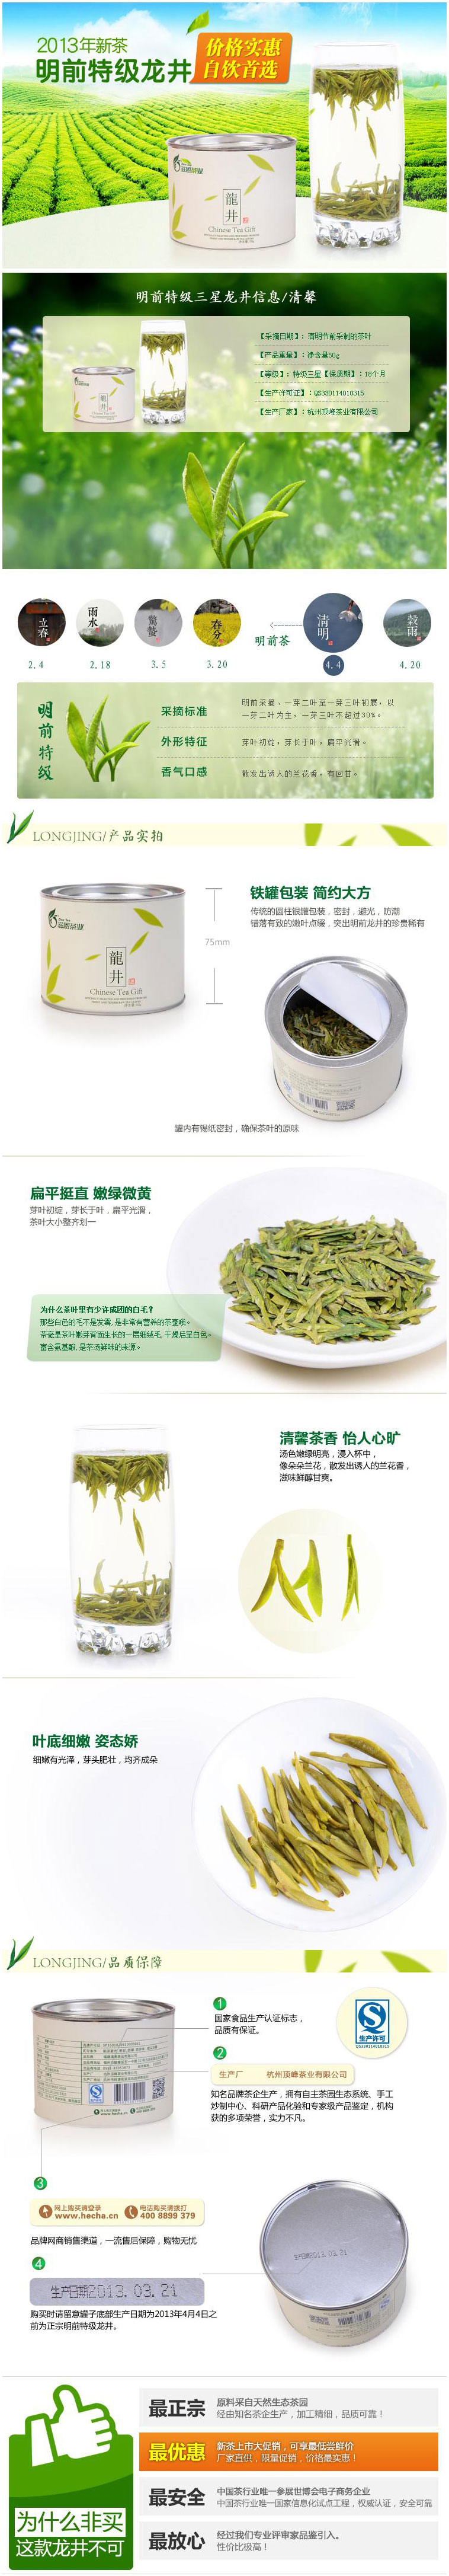 2013年新茶
明前特级龙井
价格实惠
自饮首选
龍井
Chinese Tea Gift
明前特级三星龙井信息/清馨
【采摘日期】：清明节前采制的茶叶
【产品重量】：净含量50g
【等级】：特级三星【保质期】：18个月
【生产许可证】：QS330114010315
【生产厂家】：杭州顶峰茶业有限公司
龍井
立春
雨水
驚蟄
春分
明前茶
清明
穀雨
2.4
2.18
3.5
3.20
4.4
4.20
明前特级
采摘标准
明前采摘、一芽二叶至一芽三叶初展，以
一芽二叶为主，一芽三叶不超过30%。
外形特征
芽叶初绽，芽长于叶，扁平光滑。
香气口感
散发出诱人的兰花香，有回甘。
LONGJING/产品实拍
龍井
Chinese Tea Gift
75mm
铁罐包装 简约大方
传统的圆柱银罐包装，密封，避光，防潮
错落有致的嫩叶点缀，突出明前龙井的珍贵稀有
罐内有锡纸密封，确保茶叶的原味
扁平挺直 嫩绿微黄
芽叶初绽，芽长于叶，扁平光滑，
茶叶大小整齐划一
为什么茶叶里有少许成团的白毛？
那些白色的毛不是发霉，是非常有营养的茶毫哦。
茶毫是茶叶嫩芽背面生长的一层细绒毛，干燥后呈白色。
富含氨基酸，是茶汤鲜味的来源。
清馨茶香 怡人心旷
汤色嫩绿明亮，浸入杯中，
像朵朵兰花，散发出诱人的兰花香，
滋味鲜醇甘爽。
叶底细嫩 姿态娇
细嫩有光泽，芽头肥壮，均齐成朵
LONGJING/品质保障
1
国家食品生产认证标志，
品质有保证。
QS
生产许可
QS330114010315
2
生产厂 杭州顶峰茶业有限公司
知名品牌茶企生产，拥有自主茶园生态系统、手工
炒制中心、科研产品化验和专家级产品鉴定，机构
获的多项荣誉，实力不凡。
3
网上购买请登录
www.hecha.cn
电话购买请拨打
400 8899 379
品牌网商销售渠道，一流售后保障，购物无忧
4
生产日期2013.03.21
购买时请留意罐子底部生产日期为2013年4月4日之
前为正宗明前特级龙井。
为什么非买
这款龙井不可
最正宗
原料采自天然生态茶园
经由知名茶企生产，加工精细，品质可靠！
最优惠
新茶上市大促销，可享最低尝鲜价
厂家直供，限量促销，价格最实惠！
最安全
中国茶行业唯一参展世博会电子商务企业
中国茶行业唯一国家信息化试点工程，权威认证，安全可靠
最放心
经过我们专业评审家品鉴引入。
性价比极高！